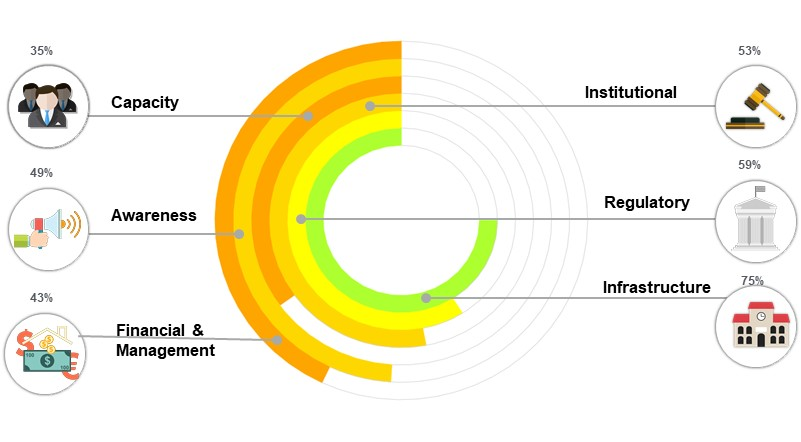 35%
Capacity
49%
Awareness
43%
Financial &
Management
53%
Institutional
59%
Regulatory
75%
Infrastructure